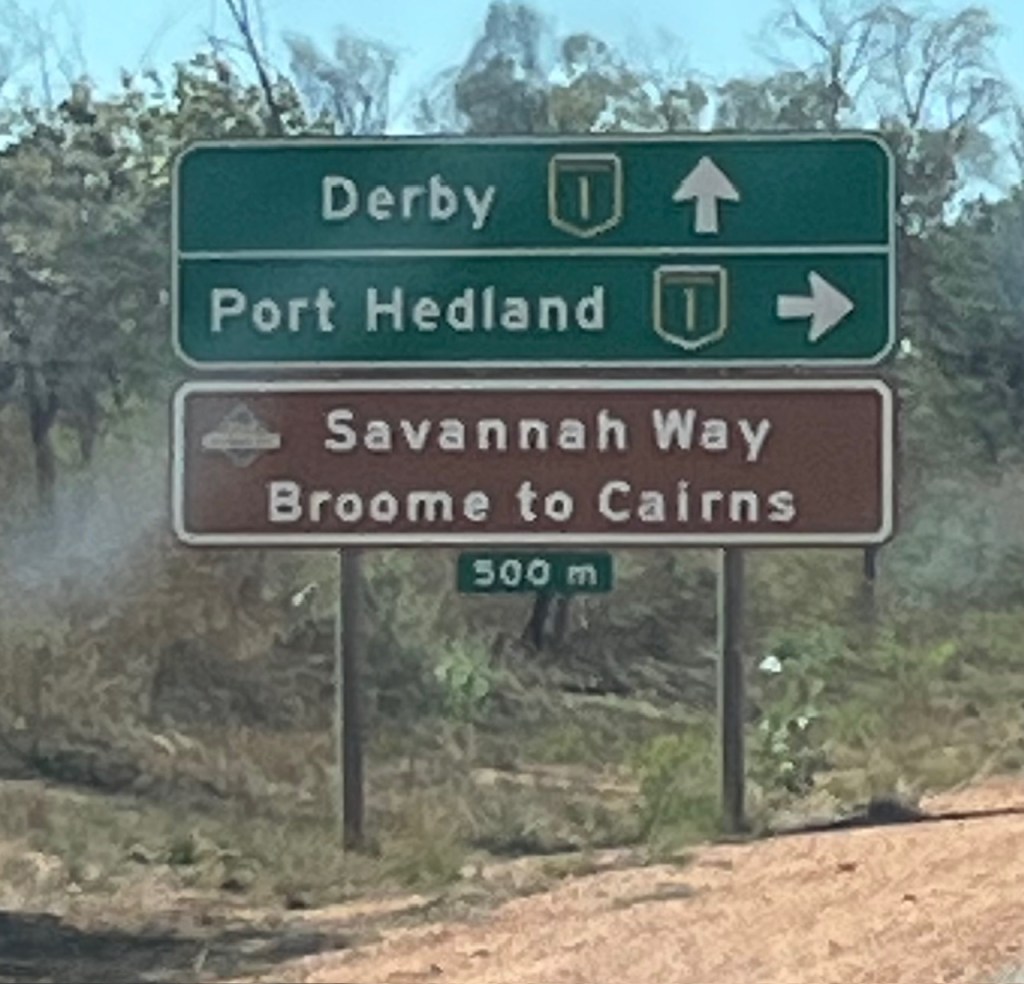 Derby 1
Port Hedland 1
Savannah Way
Broome to Cairns
500 m